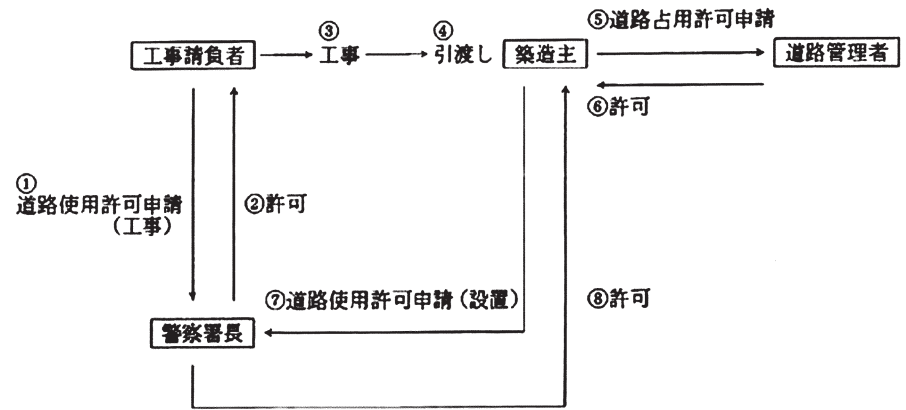 ⑤道路占用許可申請
③
④
工事請負者
工事
引渡し
築造主
道路管理者
⑥許可
①
道路使用許可申請
（工事）
②許可
⑦道路使用許可申請（設置）
⑧許可
警察署長